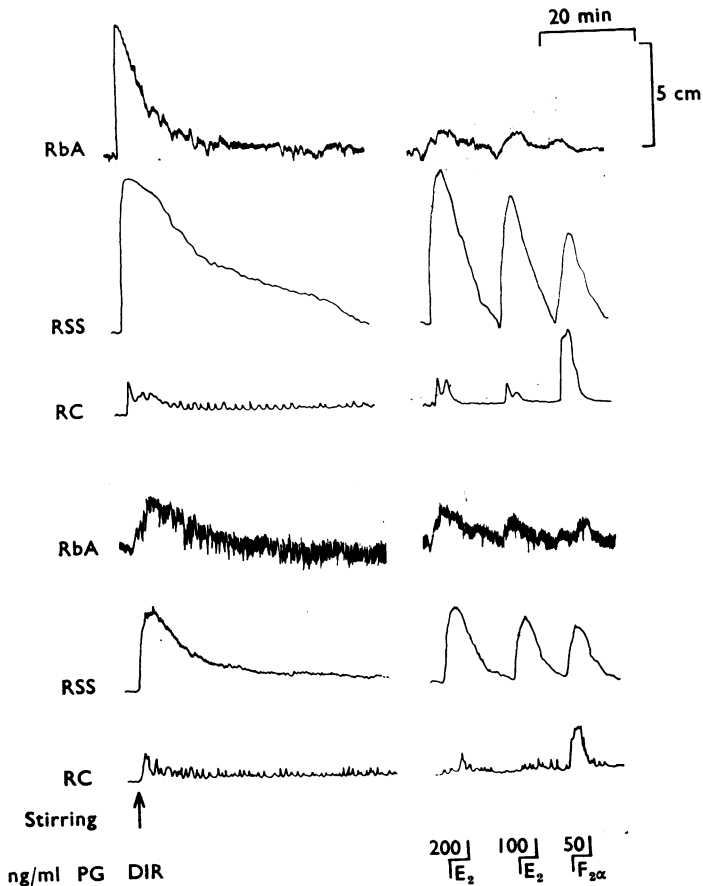 20 min
5 cm
RbA
RSS
RC
RbA
RSS
RC
Stirring
200 100 50
E₂ E₂ F₂α
ng/ml PG DIR